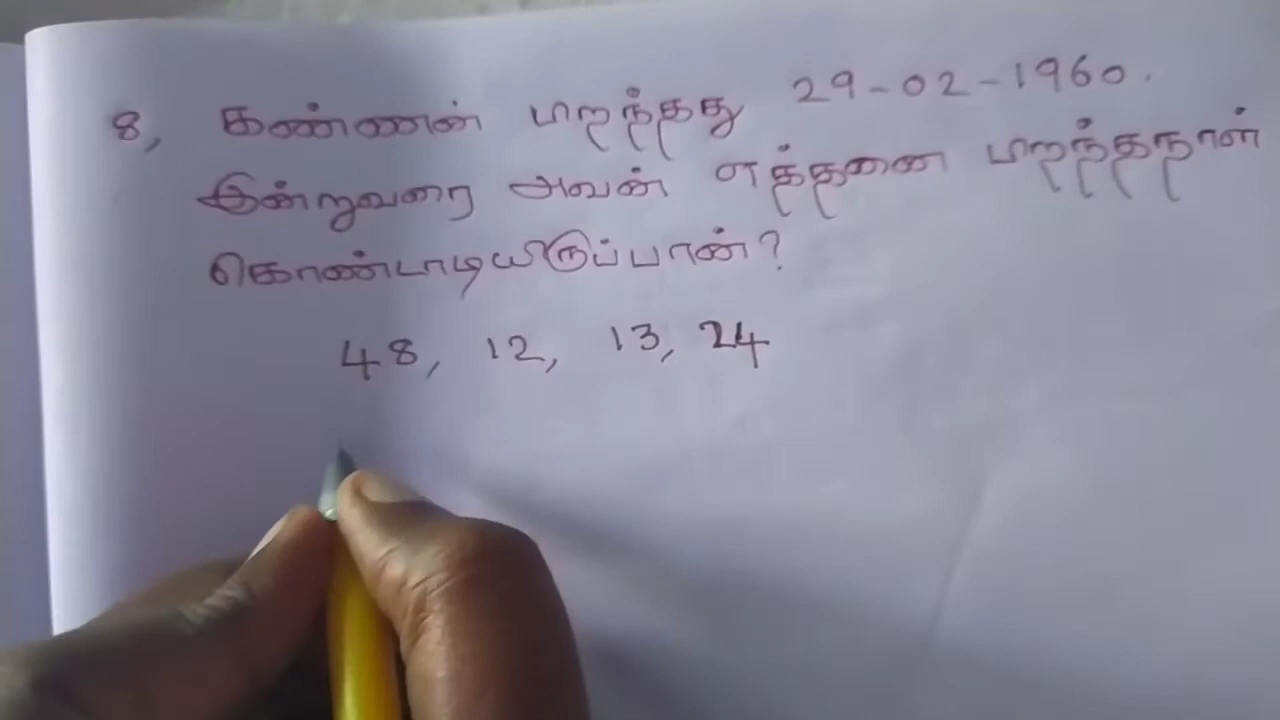 8, கண்ணன் பிறந்தது 29-02-1960.
இன்றுவரை அவன் எத்தனை பிறந்தநாள்
கொண்டாடியிருப்பான்?
48, 12, 13, 24